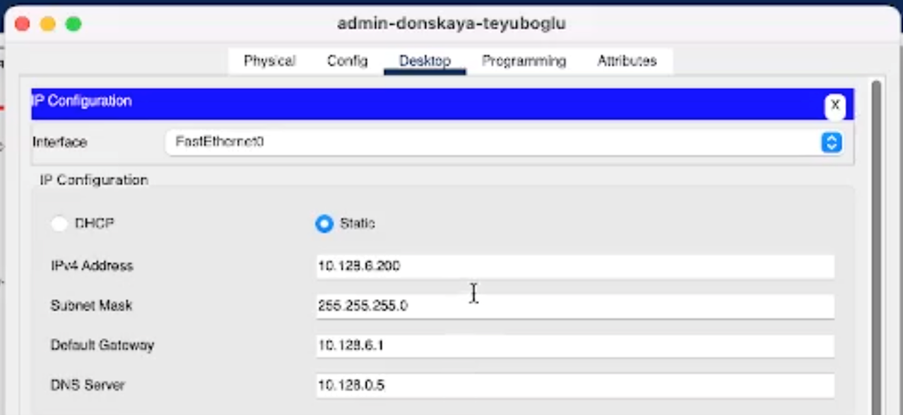 admin-donskaya-teyuboglu
Physical Config Desktop Programming Attributes
IP Configuration
X
Interface FastEthernet0
IP Configuration
DHCP Static
IPv4 Address 10.128.6.200
Subnet Mask 255.255.255.0
Default Gateway 10.128.6.1
DNS Server 10.128.0.5